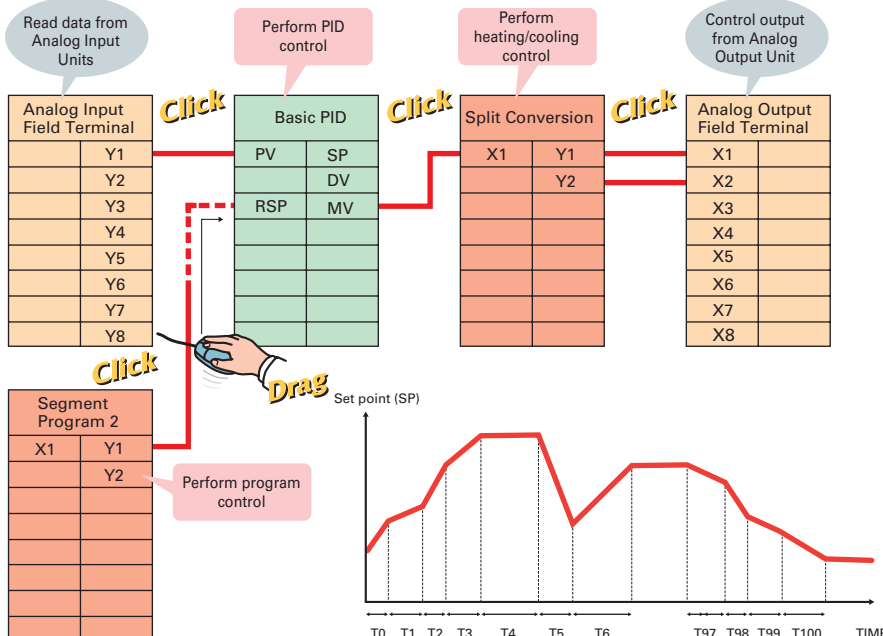 Read data from
Analog Input
Units
Perform PID
control
Perform
heating/cooling
control
Control output
from Analog
Output Unit
Analog Input
Field Terminal
Click
Basic PID
Click
Split Conversion
Click
Analog Output
Field Terminal
Y1
PV SP
X1 Y1
X1
Y2
DV
Y2
X2
Y3
RSP MV
X3
Y4
X4
Y5
X5
Y6
X6
Y7
X7
Y8
X8
Click
Drag
Segment
Program 2
X1 Y1
Y2
Perform program
control
Set point (SP)
T0 T1 T2 T3 T4 T5 T6 T97 T98 T99 T100 TIME